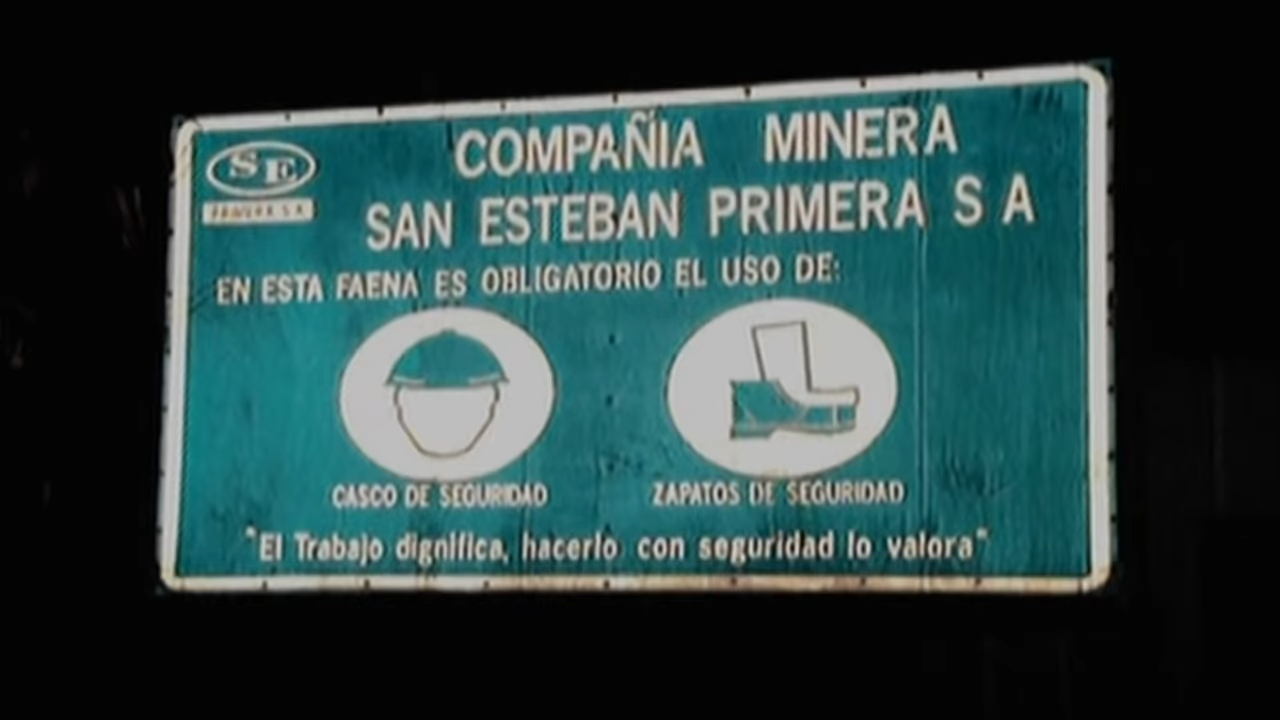 SE
COMPAÑIA MINERA
SAN ESTEBAN PRIMERA S A
EN ESTA FAENA ES OBLIGATORIO EL USO DE:
CASCO DE SEGURIDAD
ZAPATOS DE SEGURIDAD
"El Trabajo dignifica, hacerlo con seguridad lo valora"